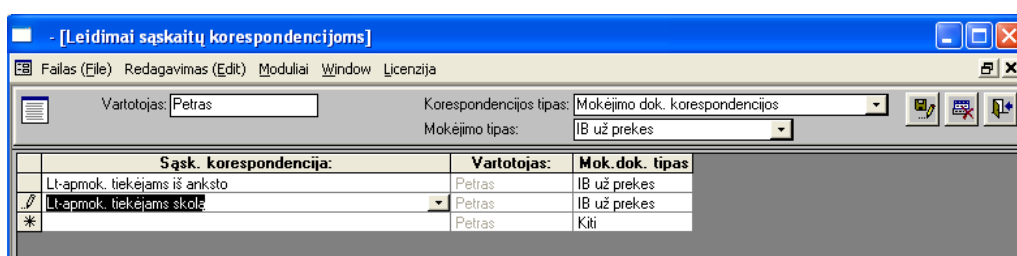 - [Leidimai sąskaitų korespondencijoms]
Failas (File) Redagavimas (Edit) Moduliai Window Licenzija
Vartotojas: Petras Korespondencijos tipas: Mokėjimo dok. korespondencijos
Mokėjimo tipas: IB už prekes
Sąsk. korespondencija: Vartotojas: Mok.dok. tipas
Lt-apmok. tiekėjams iš anksto Petras IB už prekes
Lt-apmok. tiekėjams skola Petras IB už prekes
Petras Kiti